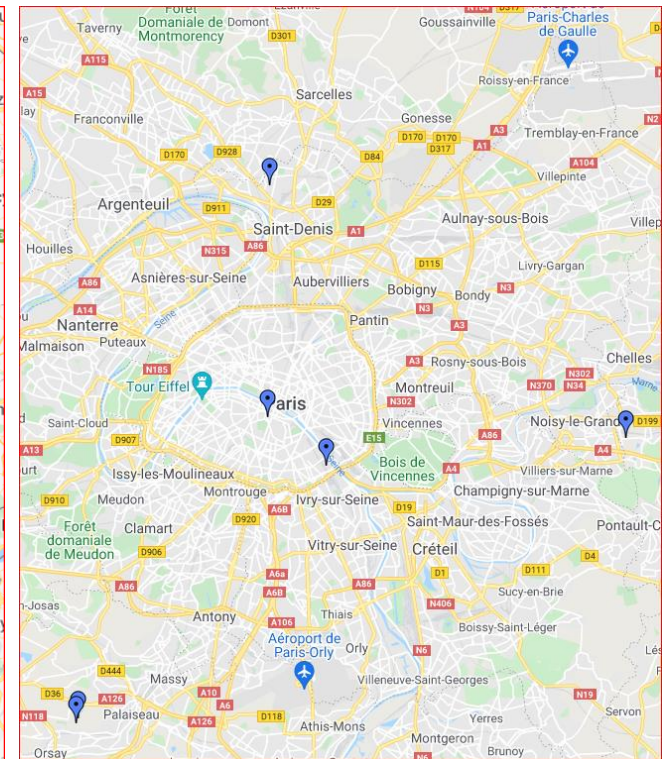 Taverny
Domaniale de
Montmorency
Domont
D301
Goussainville
Paris-Charles
de Gaulle
A115
Roissy-en-France
A15
Sarcelles
Franconville
Gonesse
N2
A3
Tremblay-en-France
D170
D928
D170
D170
D317
A1
D84
A104
Villepinte
Argenteuil
D911
D29
Aulnay-sous-Bois
Saint-Denis
A1
Houilles
N315
A86
D115
Livry-Gargan
A86
Asnières-sur-Seine
Aubervilliers
Bobigny
Bondy
N3
A14
Seine
N3
Nanterre
Pantin
A3
Malmaison
Puteaux
Chelles
N185
A3
Rosny-sous-Bois
N302
Tour Eiffel
Montreuil
N370
N34
Marne
aris
N302
Saint-Cloud
Vincennes
Noisy-le-Grand
D199
D907
E15
A86
A13
Bois de
Vincennes
A4
A4
Issy-les-Moulineaux
Seine
Villiers-sur-Marne
Montrouge
Ivry-sur-Seine
Champigny-sur-Marne
D910
Meudon
A6B
D19
D920
Forêt
domaniale
de Meudon
Clamart
Saint-Maur-des-Fossés
Pontault-C
D906
Vitry-sur-Seine
Créteil
D4
A6a
D1
D111
A86
A6B
A86
Sucy-en-Brie
-Josas
Antony
Thiais
N406
A106
Boissy-Saint-Léger
Aéroport de
Paris-Orly
Orly
N6
D444
Massy
Villeneuve-Saint-Georges
D36
A126
A10
N19
N118
Palaiseau
A6
A126
D118
Servon
Athis-Mons
Yerres
Montgeron
Orsay
N6
Brunoy